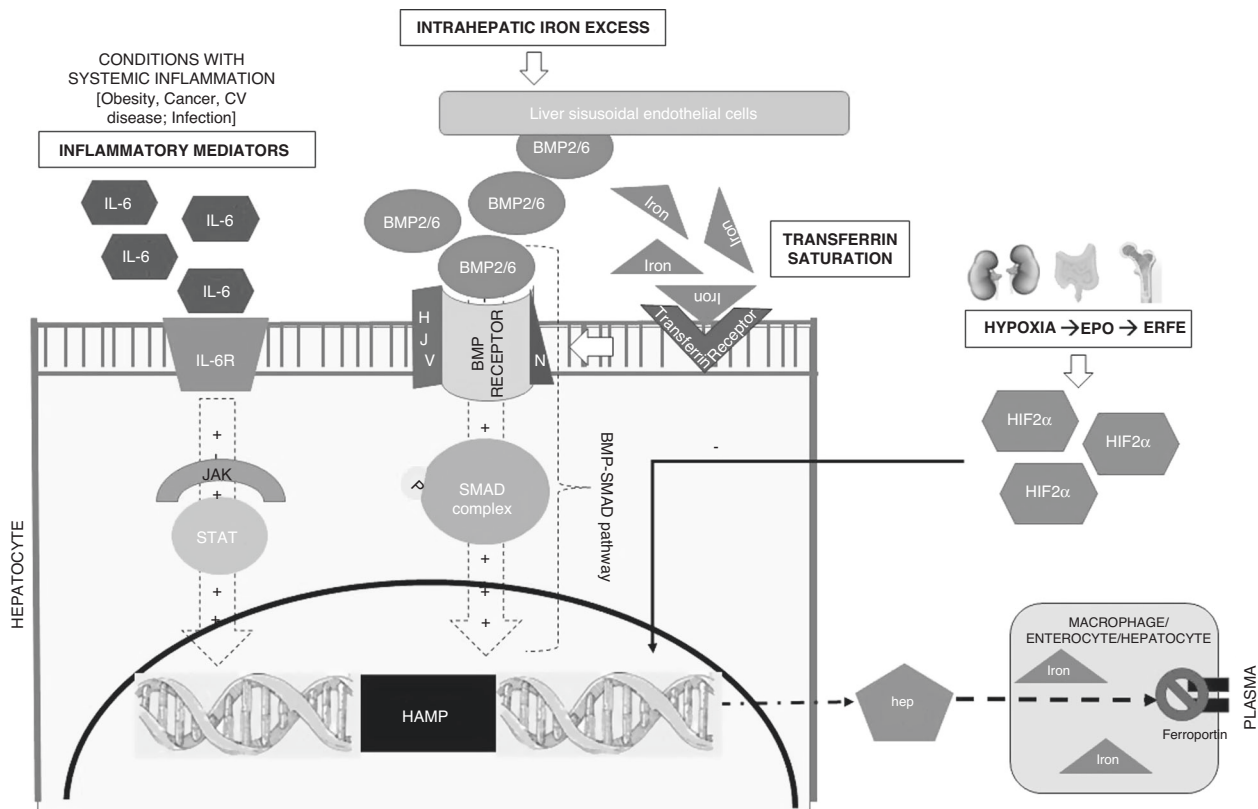 INTRAHEPATIC IRON EXCESS
CONDITIONS WITH
SYSTEMIC INFLAMMATION
[Obesity, Cancer, CV
disease; Infection]
INFLAMMATORY MEDIATORS
Liver sisusoidal endothelial cells
BMP2/6
BMP2/6
BMP2/6
BMP2/6
IL-6
IL-6
IL-6
IL-6
Iron
Iron
Iron
Iron
TRANSFERRIN
SATURATION
Transferrin
Receptor
HYPOXIA → EPO → ERFE
HIF2α
HIF2α
HIF2α
IL-6R
H
J
V
BMP
RECEPTOR
N
+
+
-
JAK
+
STAT
P
SMAD
complex
BMP-SMAD pathway
+
+
+
+
+
+
HEPATOCYTE
HAMP
hep
MACROPHAGE/
ENTEROCYTE/HEPATOCYTE
Iron
Iron
Ferroportin
PLASMA